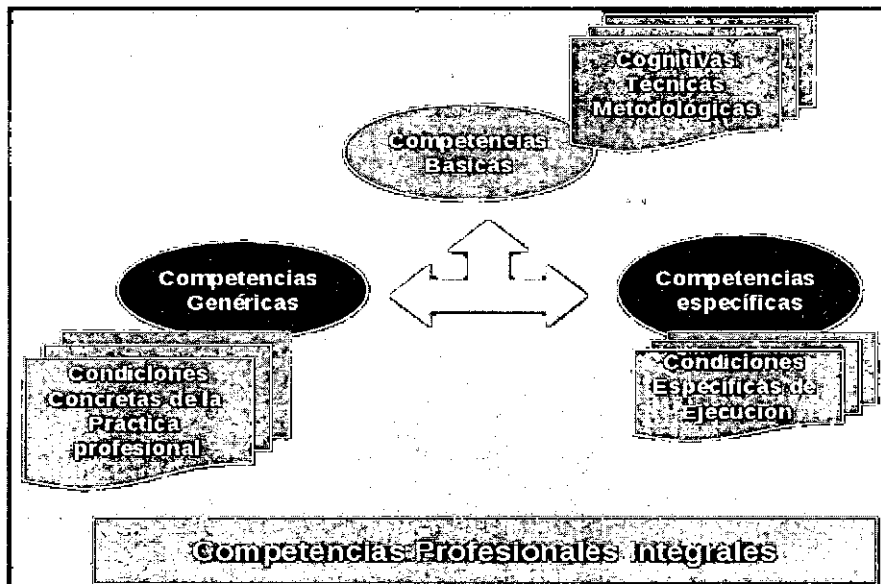 Cognitivas
Técnicas
Metodológicas
Competencias
Básicas
Competencias
Genéricas
Competencias
específicas
Condiciones
Concretas de la
Práctica
profesional
Condiciones
Específicas de
Ejecución
Competencias Profesionales Integrales